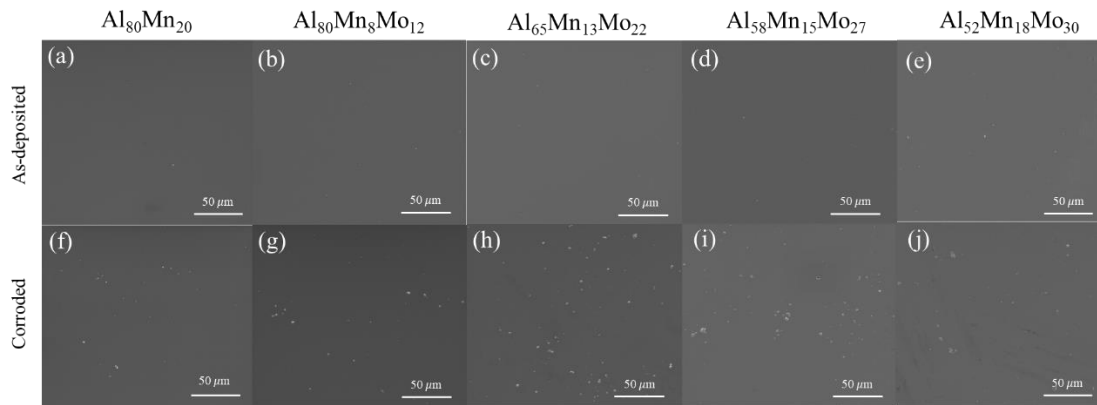 Al₈₀Mn₂₀ Al₈₀Mn₈Mo₁₂ Al₆₅Mn₁₃Mo₂₂ Al₅₈Mn₁₅Mo₂₇ Al₅₂Mn₁₈Mo₃₀
As-deposited
(a) (b) (c) (d) (e)
50 μm 50 μm 50 μm 50 μm 50 μm
Corroded
(f) (g) (h) (i) (j)
50 μm 50 μm 50 μm 50 μm 50 μm